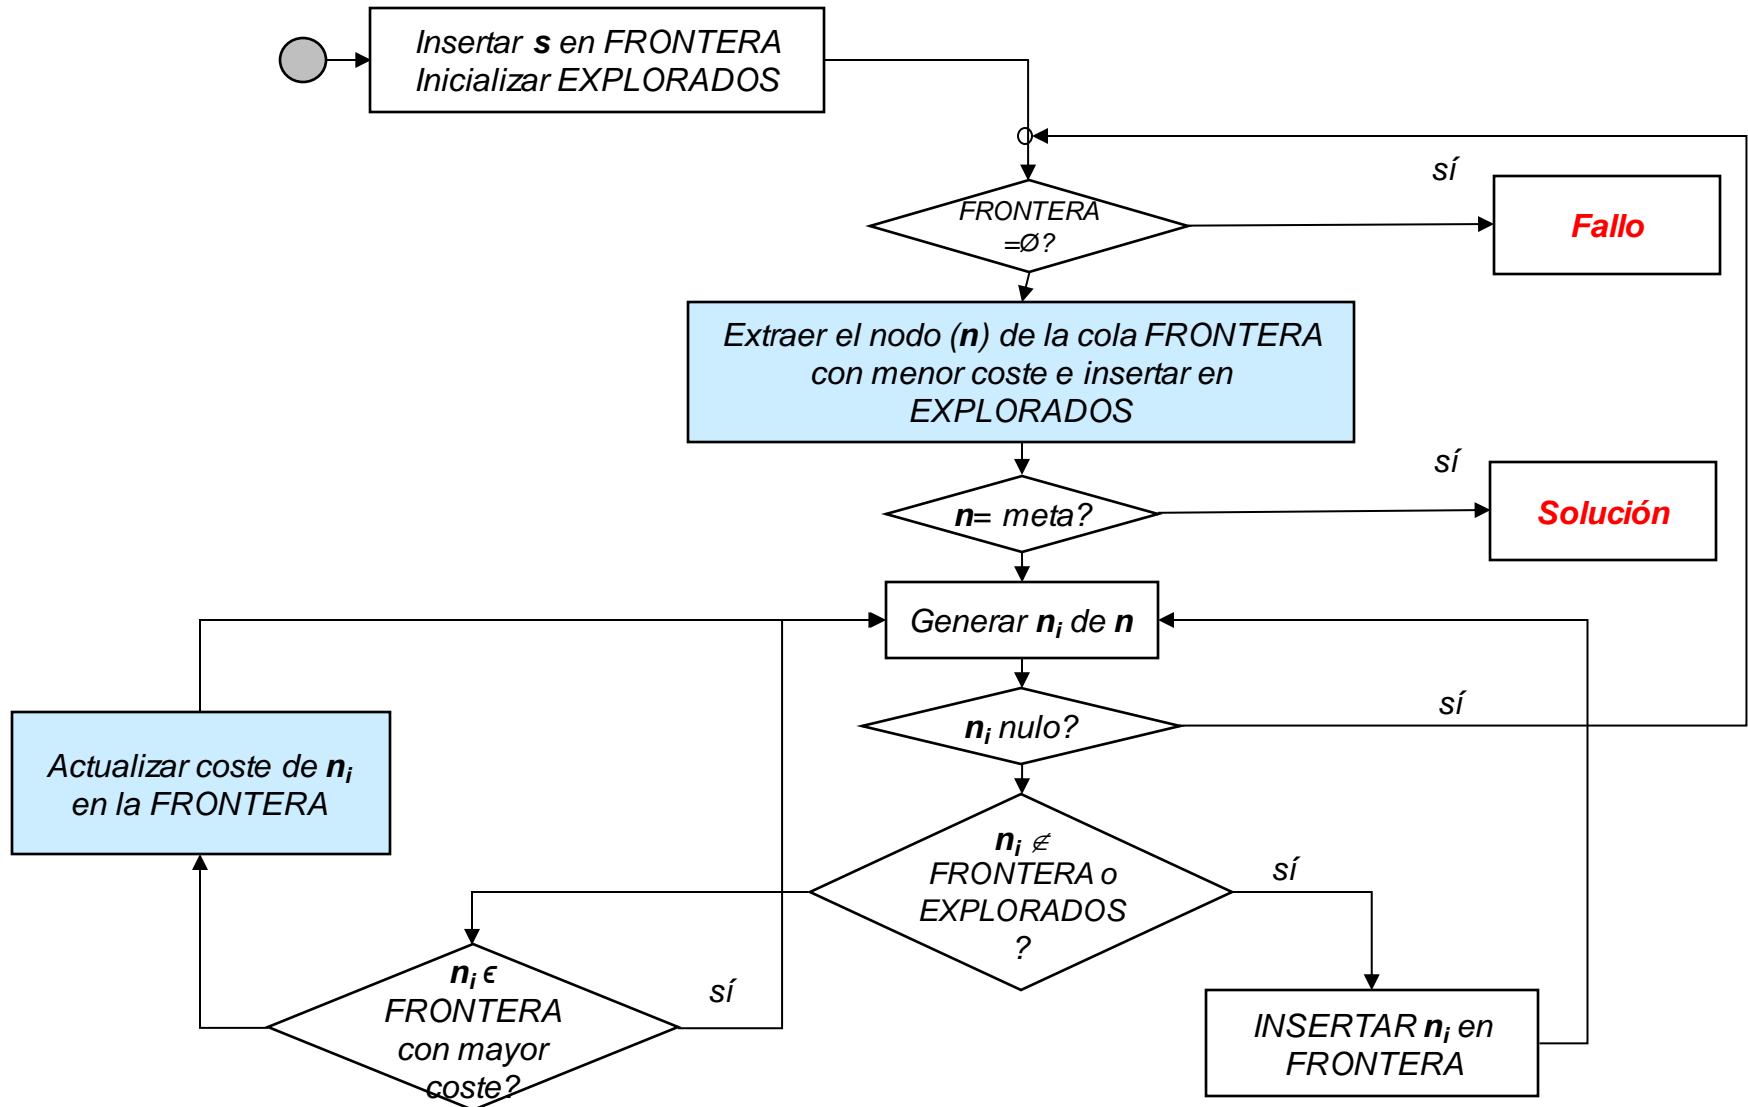 Insertar s en FRONTERA
Inicializar EXPLORADOS
sí
FRONTERA
=Ø?
Fallo
Extraer el nodo (n) de la cola FRONTERA
con menor coste e insertar en
EXPLORADOS
sí
n= meta?
Solución
Generar ni de n
sí
ni nulo?
Actualizar coste de ni
en la FRONTERA
ni ∉
FRONTERA o
EXPLORADOS
?
sí
ni ϵ
FRONTERA
con mayor
coste?
sí
INSERTAR ni en
FRONTERA